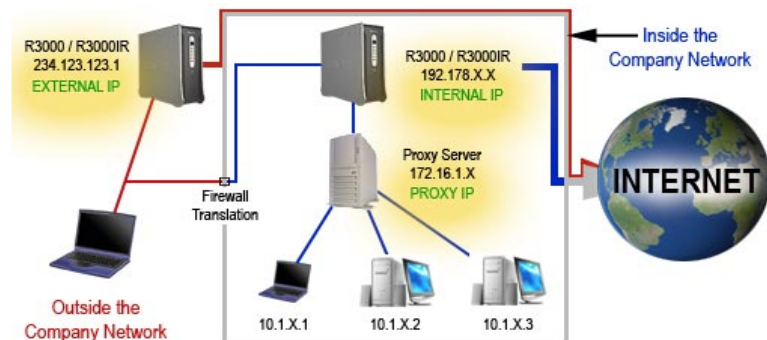 R3000 / R3000IR
234.123.123.1
EXTERNAL IP
R3000 / R3000IR
192.178.X.X
INTERNAL IP
Inside the
Company Network
Proxy Server
172.16.1.X
PROXY IP
Firewall
Translation
INTERNET
Outside the
Company Network
10.1.X.1
10.1.X.2
10.1.X.3